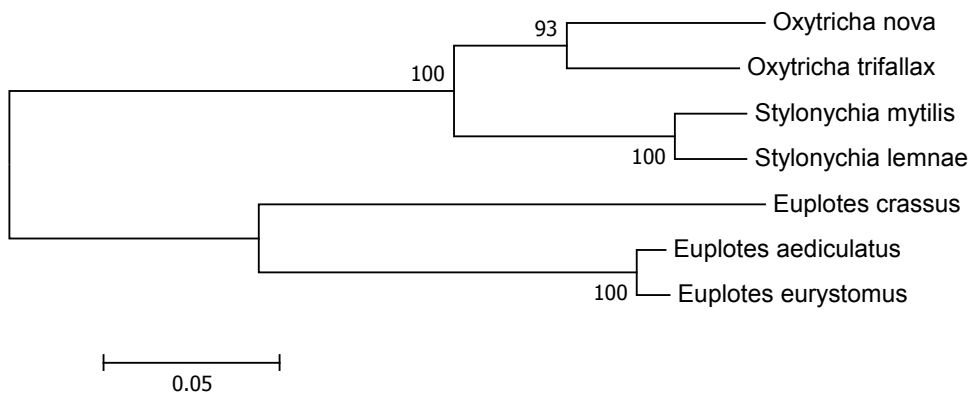 Oxytricha nova
93
Oxytricha trifallax
100
Stylonychia mytilis
Stylonychia lemnae
100
Euplotes crassus
Euplotes aediculatus
Euplotes eurystomus
100
0.05